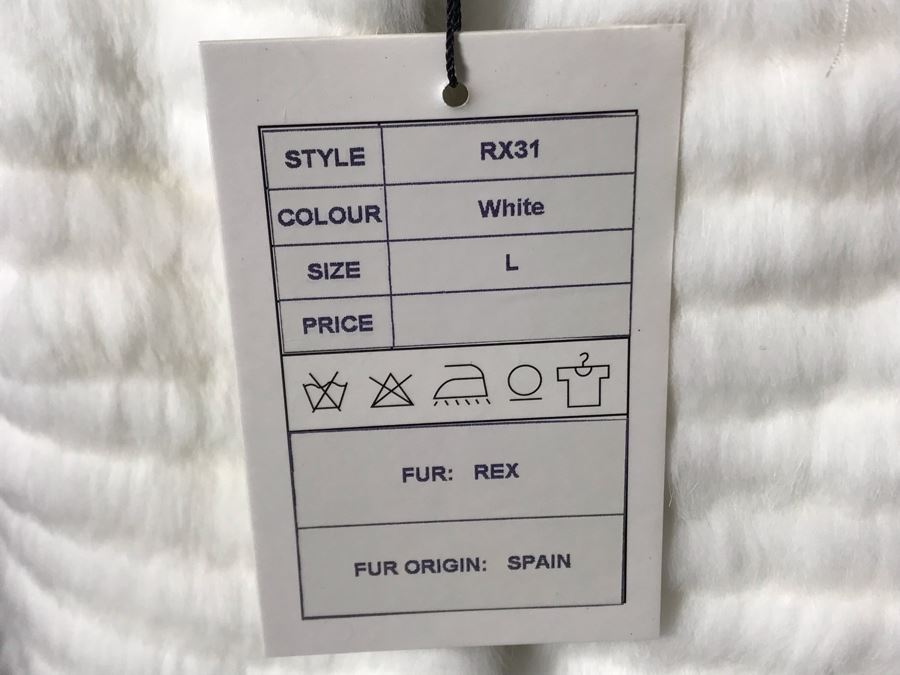 STYLE RX31
COLOUR White
SIZE L
PRICE
FUR: REX
FUR ORIGIN: SPAIN